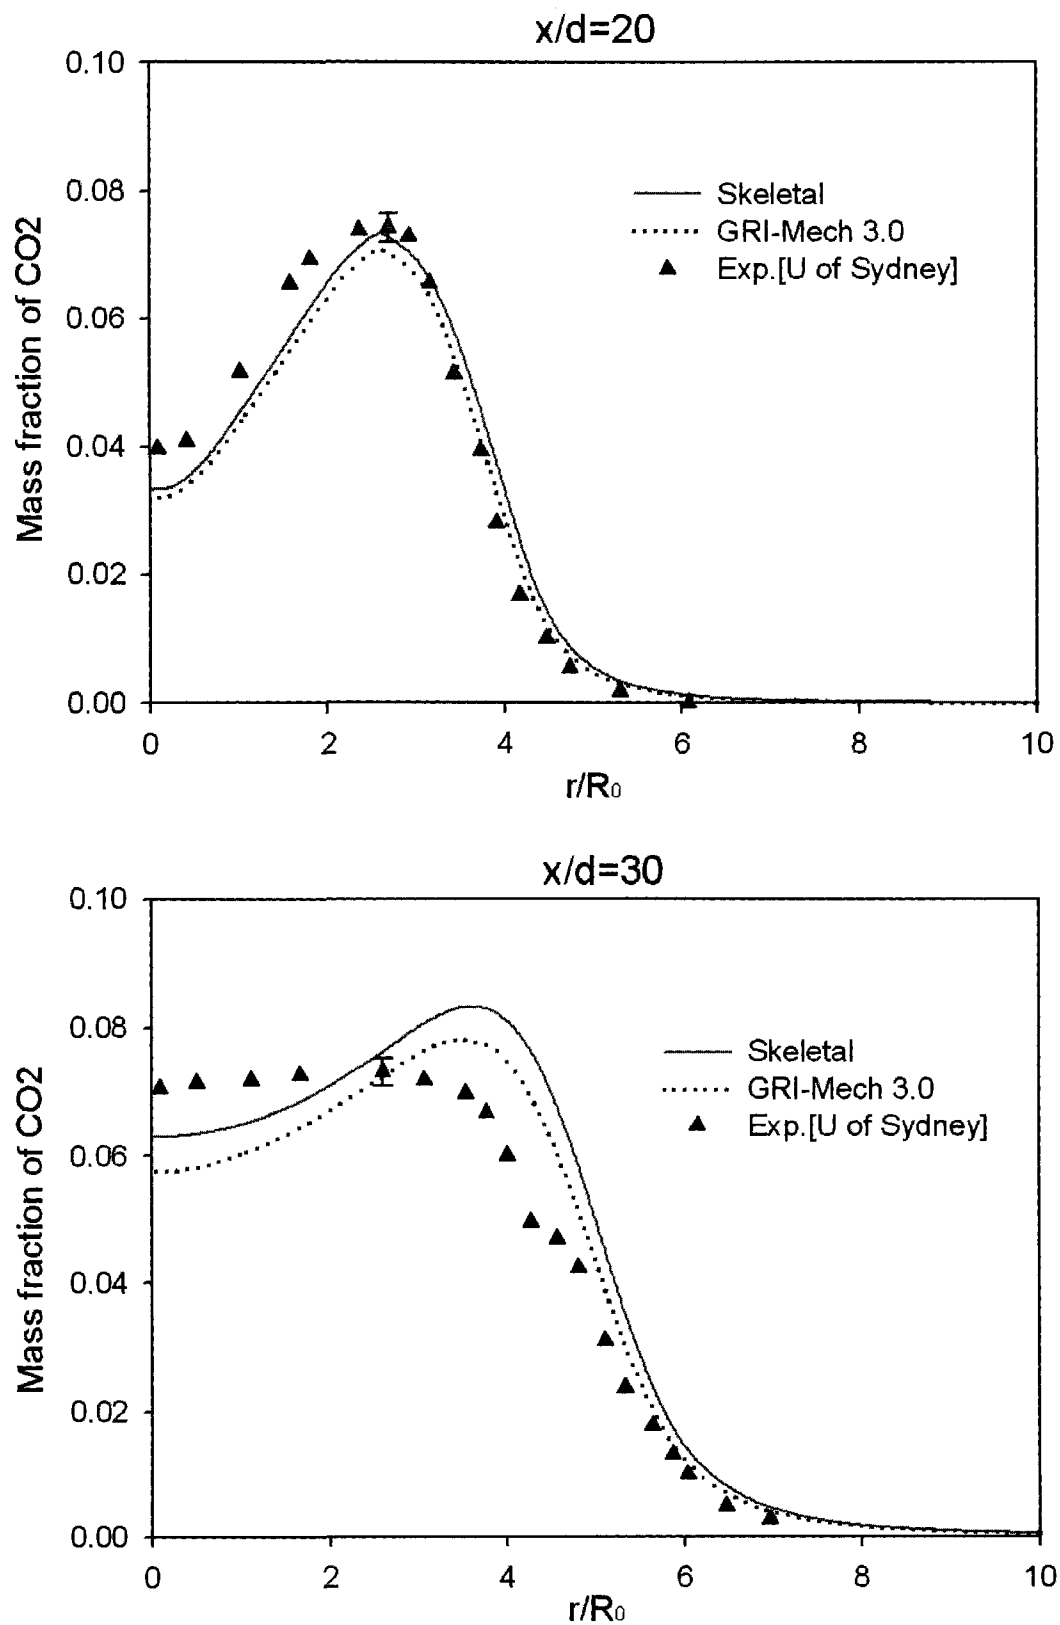 x/d=20
0.10
0.08
0.06
0.04
0.02
0.00
Mass fraction of CO2
Skeletal
GRI-Mech 3.0
Exp.[U of Sydney]
0 2 4 6 8 10
r/R0
x/d=30
0.10
0.08
0.06
0.04
0.02
0.00
Mass fraction of CO2
Skeletal
GRI-Mech 3.0
Exp.[U of Sydney]
0 2 4 6 8 10
r/R0